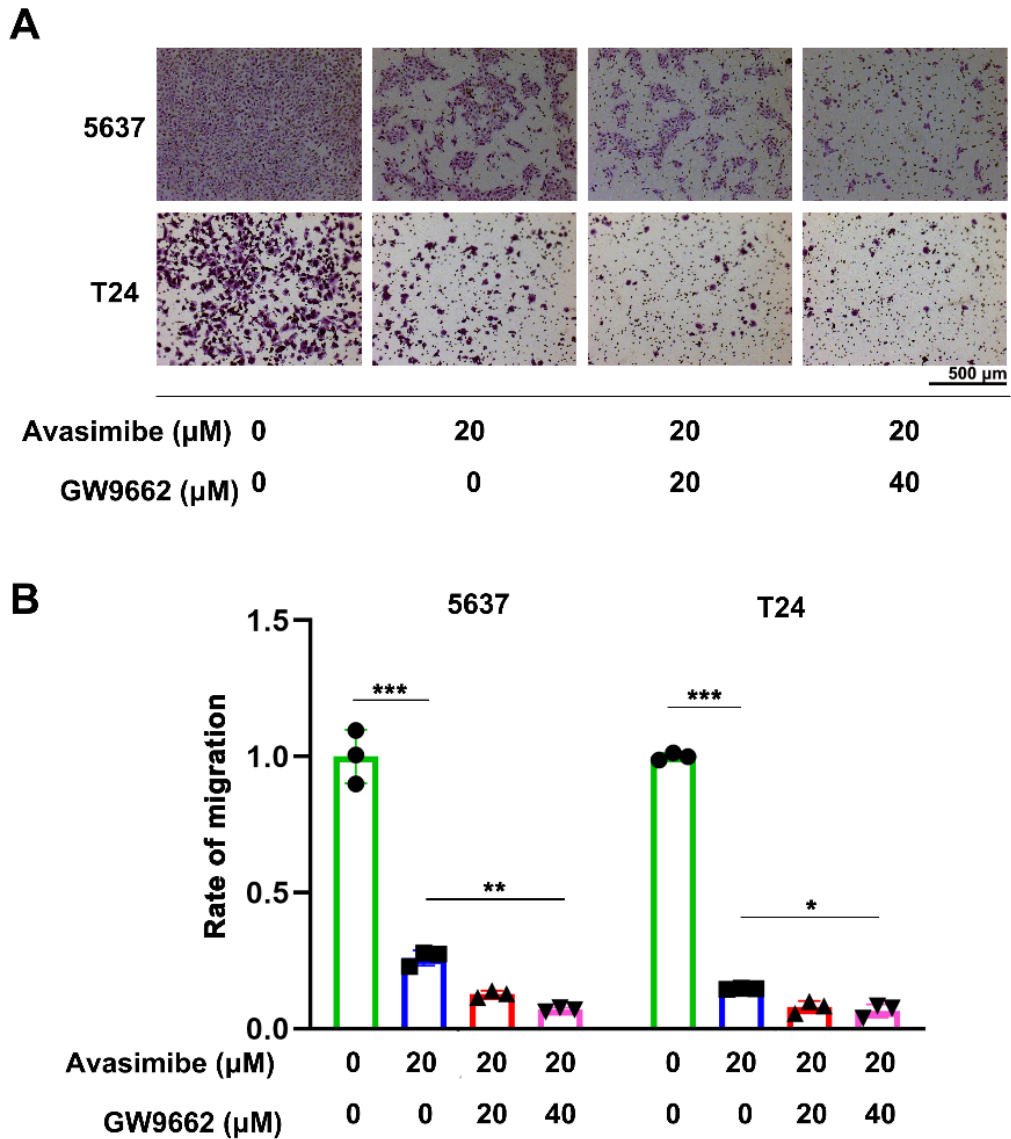 A
5637
T24
500 µm
Avasimibe (µM) 0 20 20 20
GW9662 (µM) 0 0 20 40
B
5637 T24
1.5
1.0
0.5
0.0
Rate of migration
*** ***
** *
Avasimibe (µM) 0 20 20 20 0 20 20 20
GW9662 (µM) 0 0 20 40 0 0 20 40